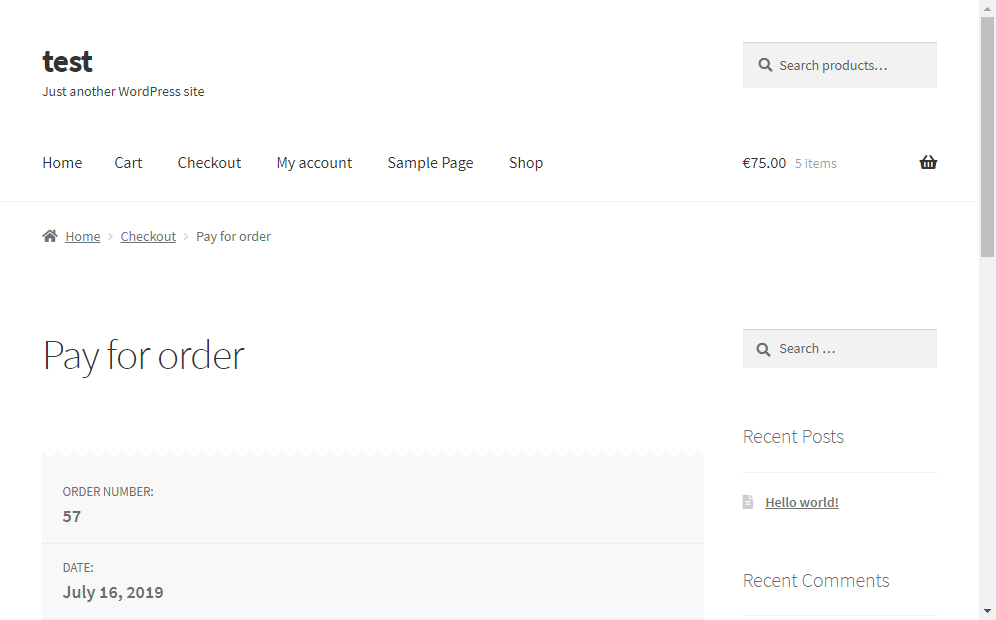 test
Just another WordPress site
Search products…
Home Cart Checkout My account Sample Page Shop
€75.00 5 items
Home Checkout Pay for order
Pay for order
Search …
Recent Posts
Hello world!
Recent Comments
ORDER NUMBER:
57
DATE:
July 16, 2019